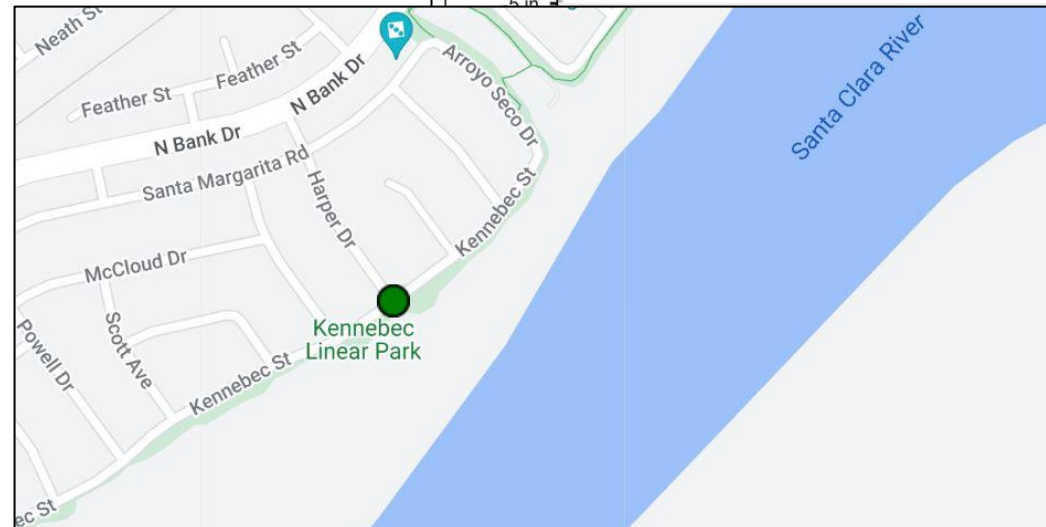 Neath St
Feather St
Feather St
N Bank Dr
N Bank Dr
Arroyo Seco Dr
Santa Clara River
Santa Margarita Rd
Harper Dr
Kennebec St
McCloud Dr
Scott Ave
Powell Dr
Kennebec
Linear Park
Kennebec St
ec St